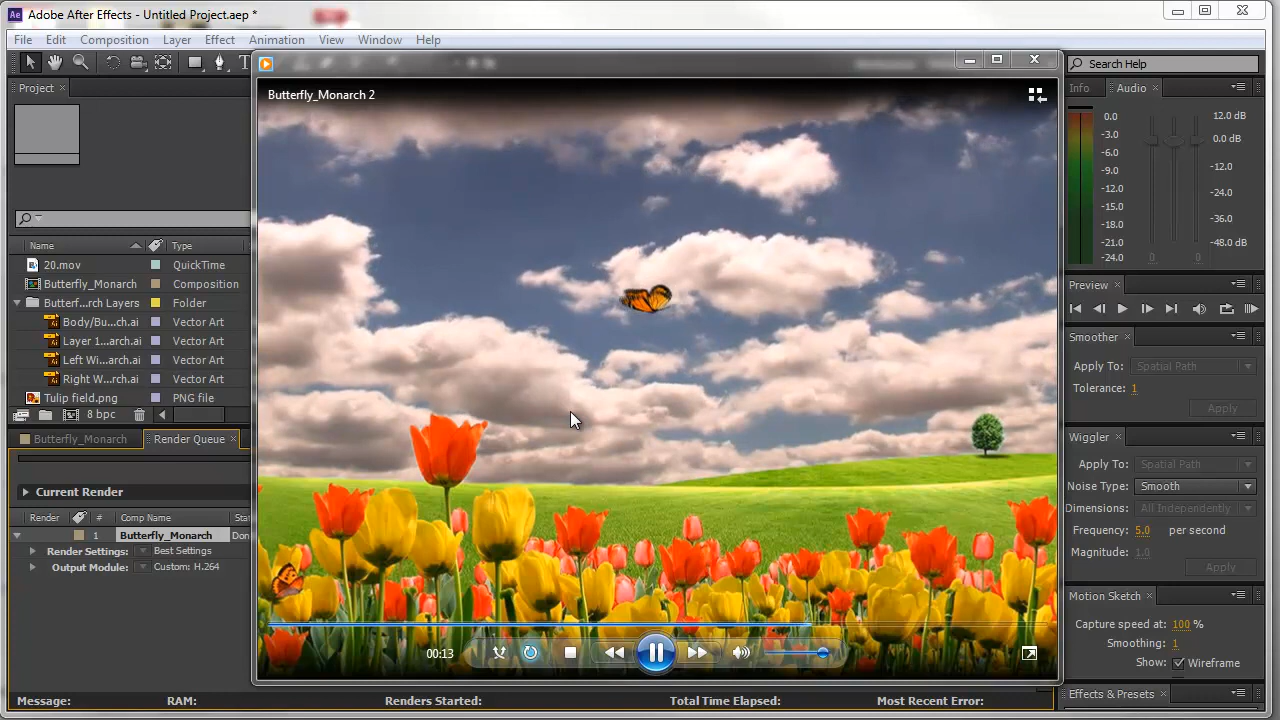 Ae Adobe After Effects - Untitled Project.aep *
File Edit Composition Layer Effect Animation View Window Help
T
Search Help
Project
Info Audio
Butterfly_Monarch 2
0.0
-3.0
-6.0
-9.0
-12.0
-15.0
-18.0
-21.0
-24.0
12.0 dB
0.0 dB
-12.0
-24.0
-36.0
-48.0 dB
0 0
Name Type
20.mov QuickTime
Butterfly_Monarch Composition
Butterf...rch Layers Folder
Body/Bu...ch.ai Vector Art
Layer 1...arch.ai Vector Art
Left Wi...arch.ai Vector Art
Right W...rch.ai Vector Art
Tulip field.png PNG file
8 bpc
Preview
Smoother
Apply To: Spatial Path
Tolerance: 1
Apply
Butterfly_Monarch Render Queue
Current Render
Render # Comp Name Stat
1 Butterfly_Monarch Don
Render Settings: Best Settings
Output Module: Custom: H.264
Wiggler
Apply To: Spatial Path
Noise Type: Smooth
Dimensions: All Independently
Frequency: 5.0 per second
Magnitude: 1.0
Apply
Motion Sketch
Capture speed at: 100 %
Smoothing: 1
Show: Wireframe
00:13
Effects & Presets
Message: RAM: Renders Started: Total Time Elapsed: Most Recent Error: